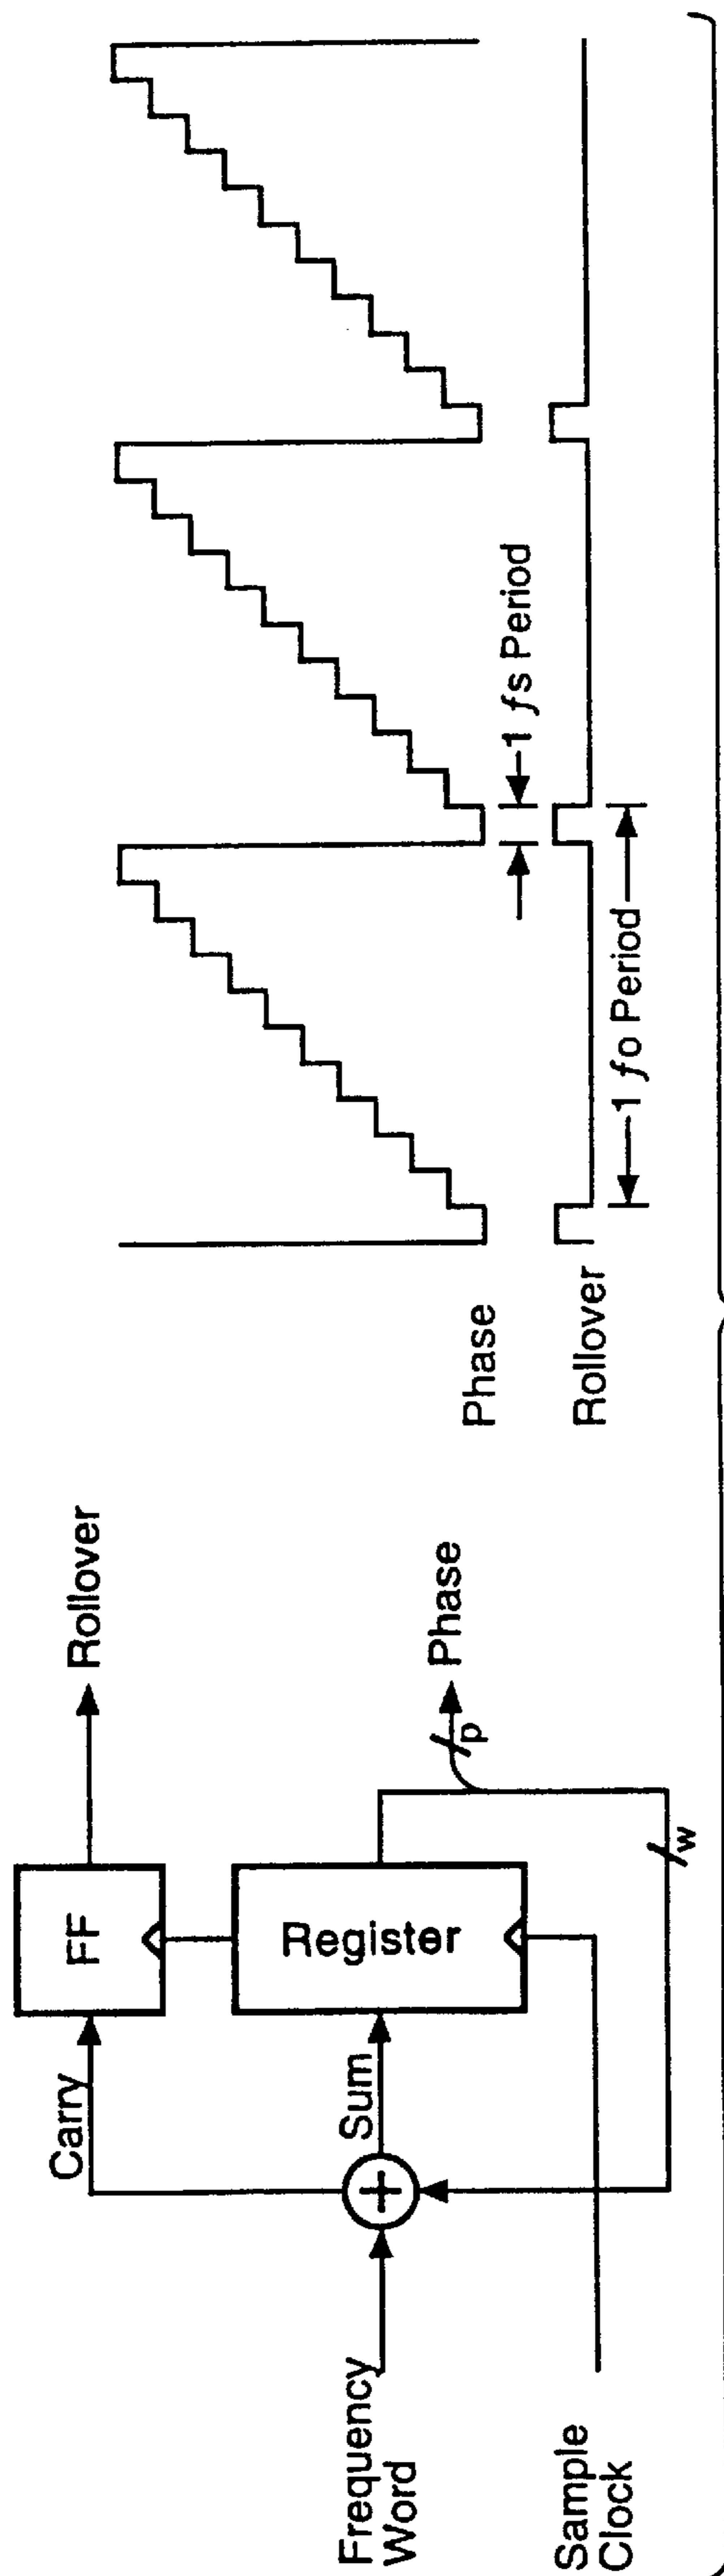 Frequency
Word
Sample
Clock
Carry
Sum
FF
Register
Rollover
Phase
p
w
Phase
Rollover
1 fs Period
1 fo Period